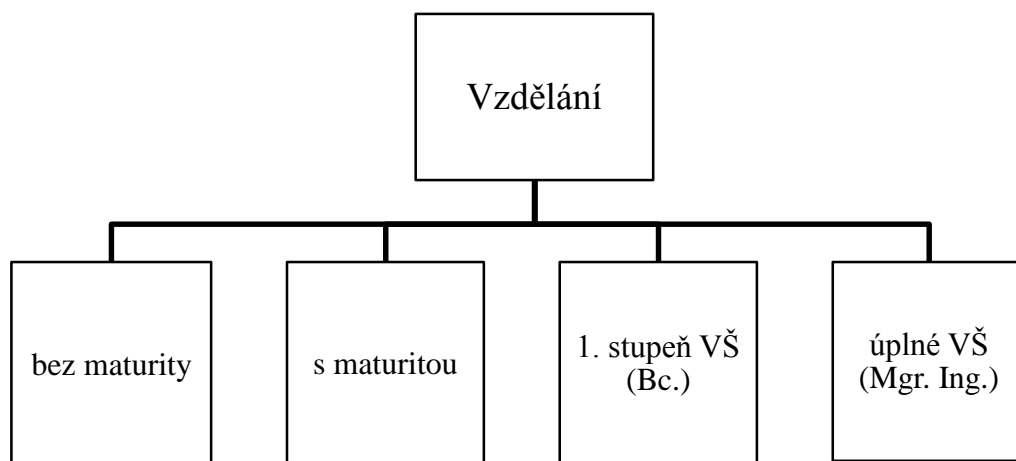 Vzdělání
bez maturity
s maturitou
1. stupeň VŠ
(Bc.)
úplné VŠ
(Mgr. Ing.)